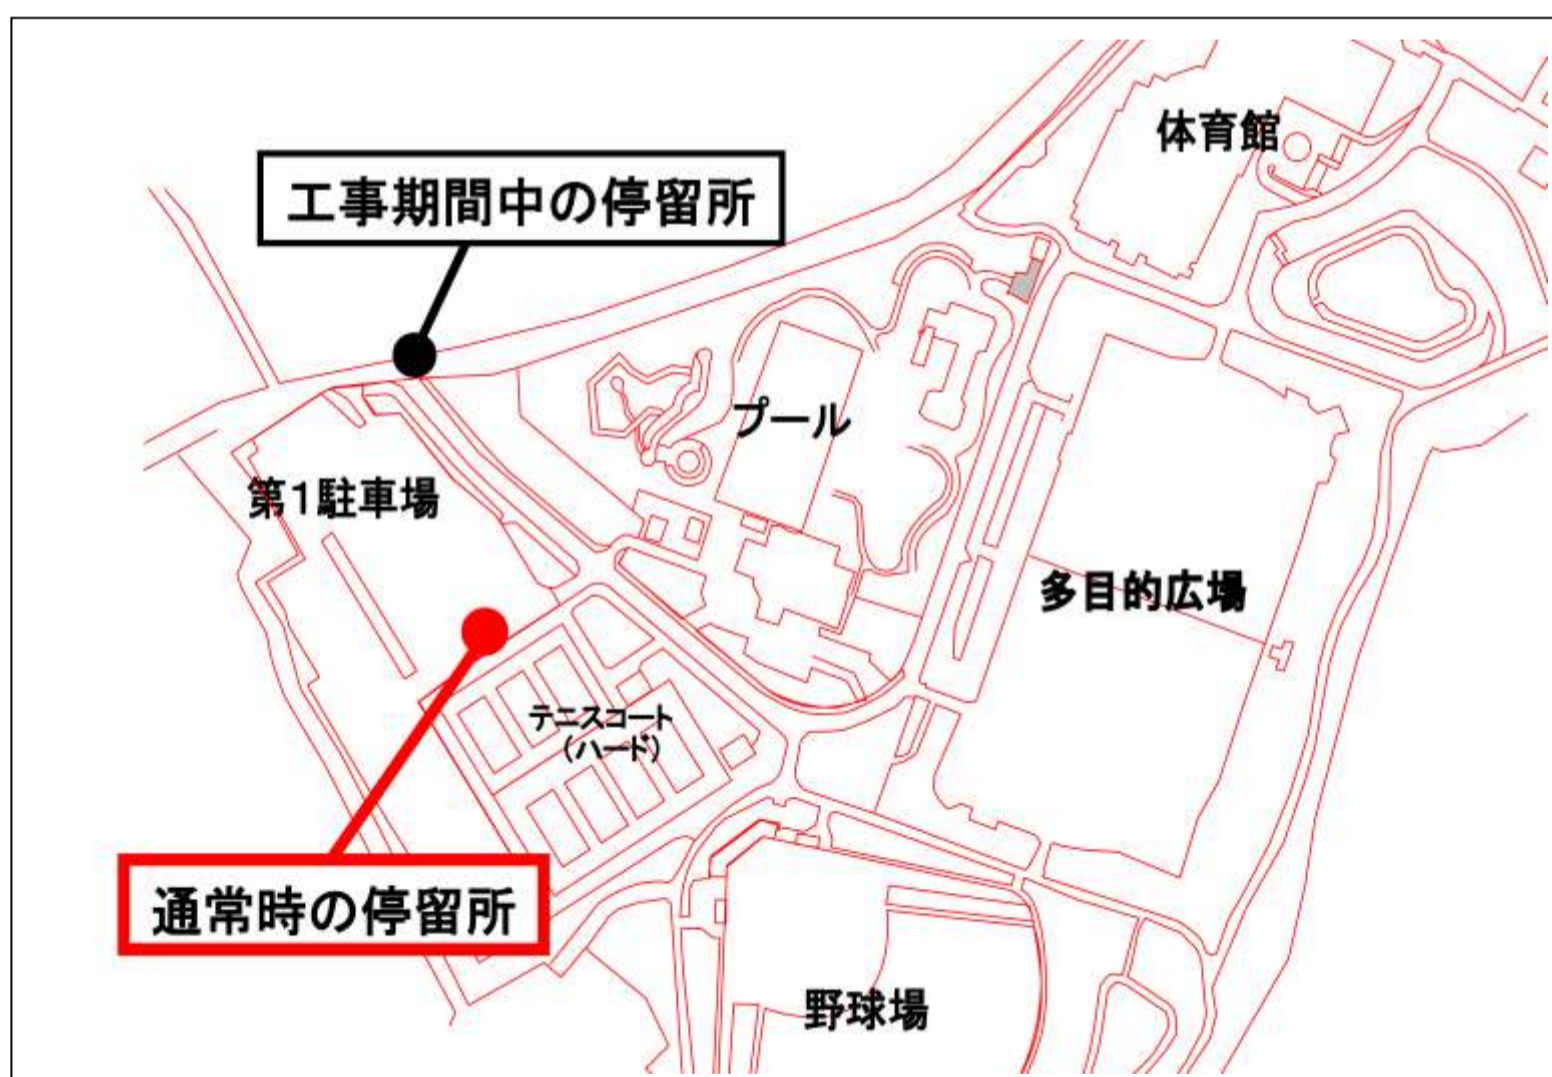 体育館
工事期間中の停留所
プール
第1駐車場
多目的広場
テニスコート
(ハード)
通常時の停留所
野球場